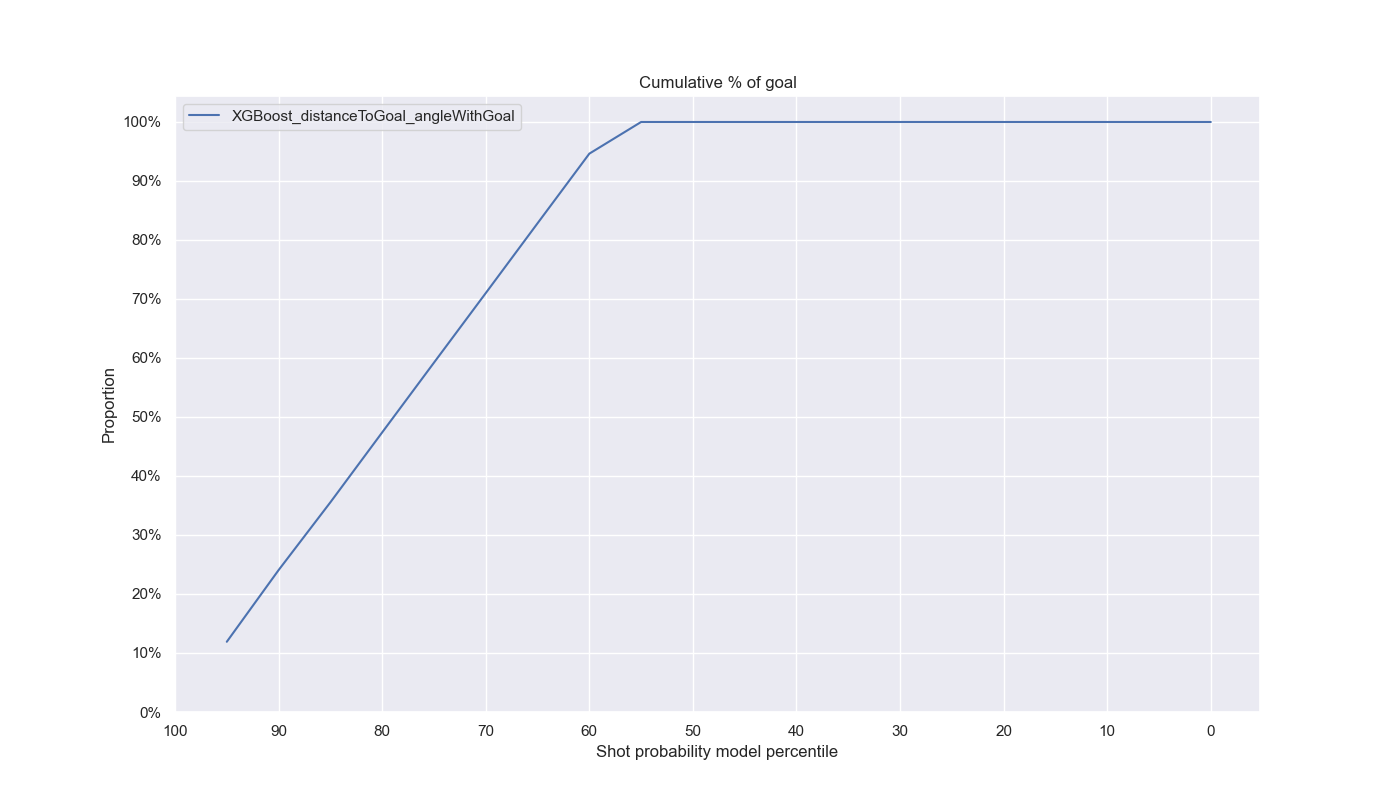 Cumulative % of goal
XGBoost_distanceToGoal_angleWithGoal
100%
90%
80%
70%
60%
50%
40%
30%
20%
10%
0%
Proportion
100 90 80 70 60 50 40 30 20 10 0
Shot probability model percentile